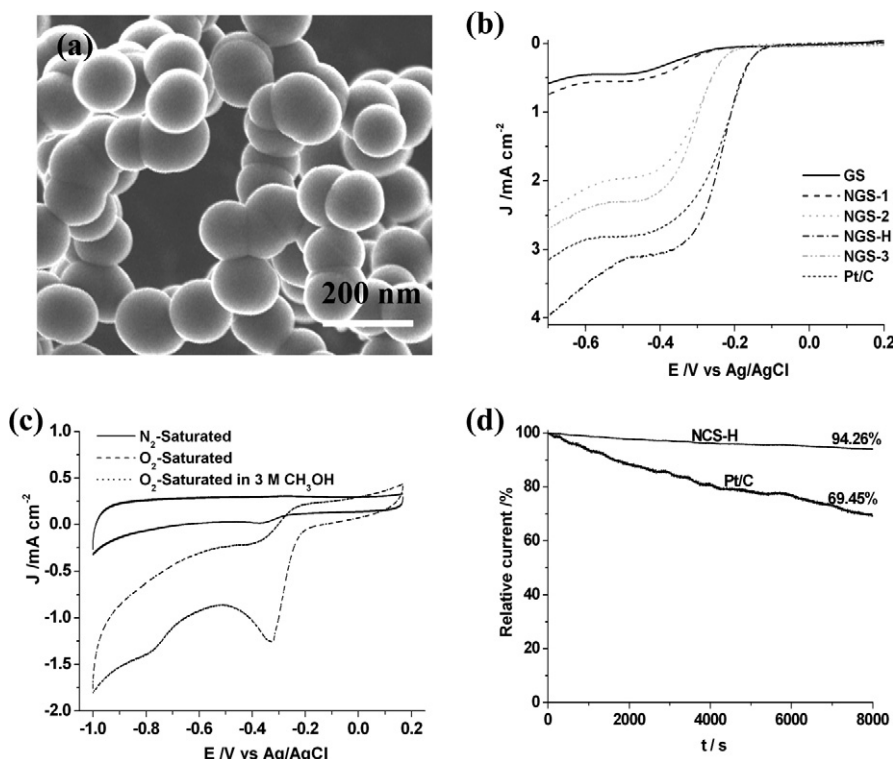 (a)
200 nm
(b)
0
1
2
3
4
J /mA cm-2
GS
NGS-1
NGS-2
NGS-H
NGS-3
Pt/C
-0.6
-0.4
-0.2
0.0
0.2
E /V vs Ag/AgCl
(c)
1.0
0.5
0.0
-0.5
-1.0
-1.5
-2.0
J /mA cm-2
N2-Saturated
O2-Saturated
O2-Saturated in 3 M CH3OH
-1.0
-0.8
-0.6
-0.4
-0.2
0.0
0.2
E /V vs Ag/AgCl
(d)
100
80
60
40
20
0
Relative current /%
NCS-H
94.26%
Pt/C
69.45%
0
2000
4000
6000
8000
t / s